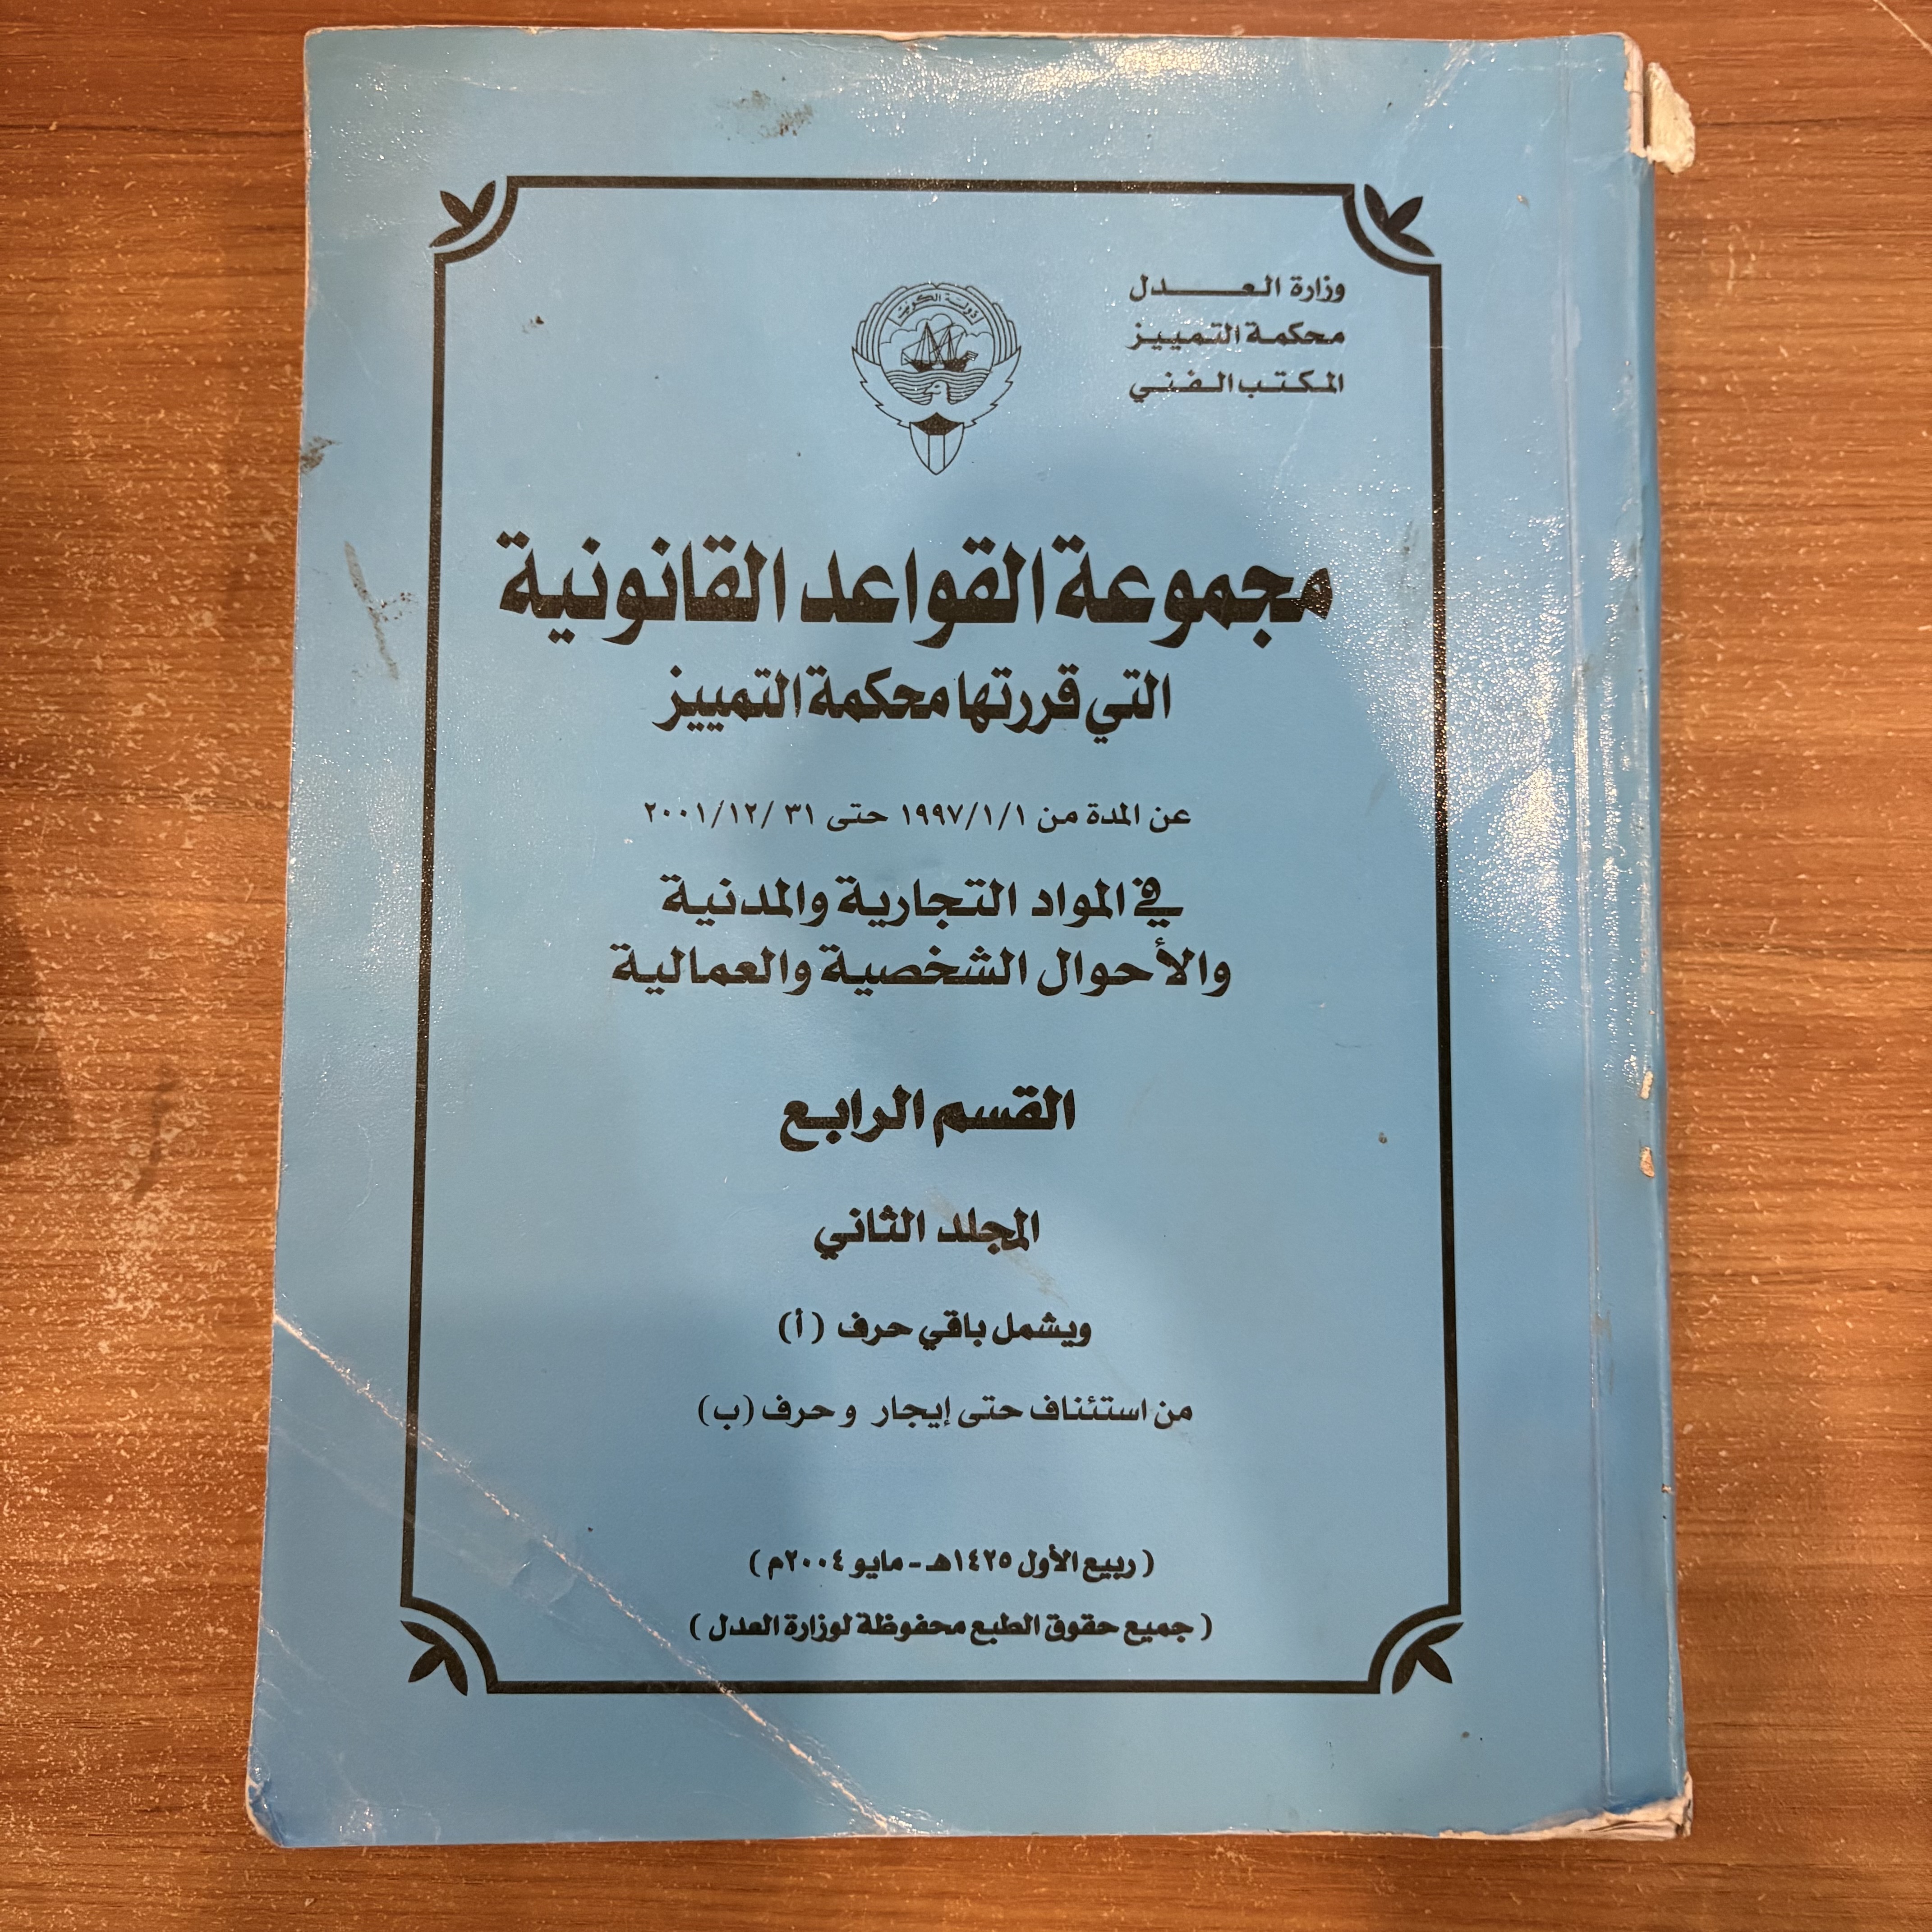 وزارة العدل
محكمة التمييز
المكتب الفني
دولة الكويت
مجموعة القواعد القانونية
التي قررتها محكمة التمييز
عن المدة من ١/١/١٩٩٧ حتى ٣١/ ١٢/ ٢٠٠١
في المواد التجارية والمدنية
والأحوال الشخصية والعمالية
القسم الرابع
المجلد الثاني
ويشمل باقي حرف (أ)
من استئناف حتى إيجار و حرف (ب)
( ربيع الأول ١٤٢٥هـ - مايو ٢٠٠٤م )
( جميع حقوق الطبع محفوظة لوزارة العدل )